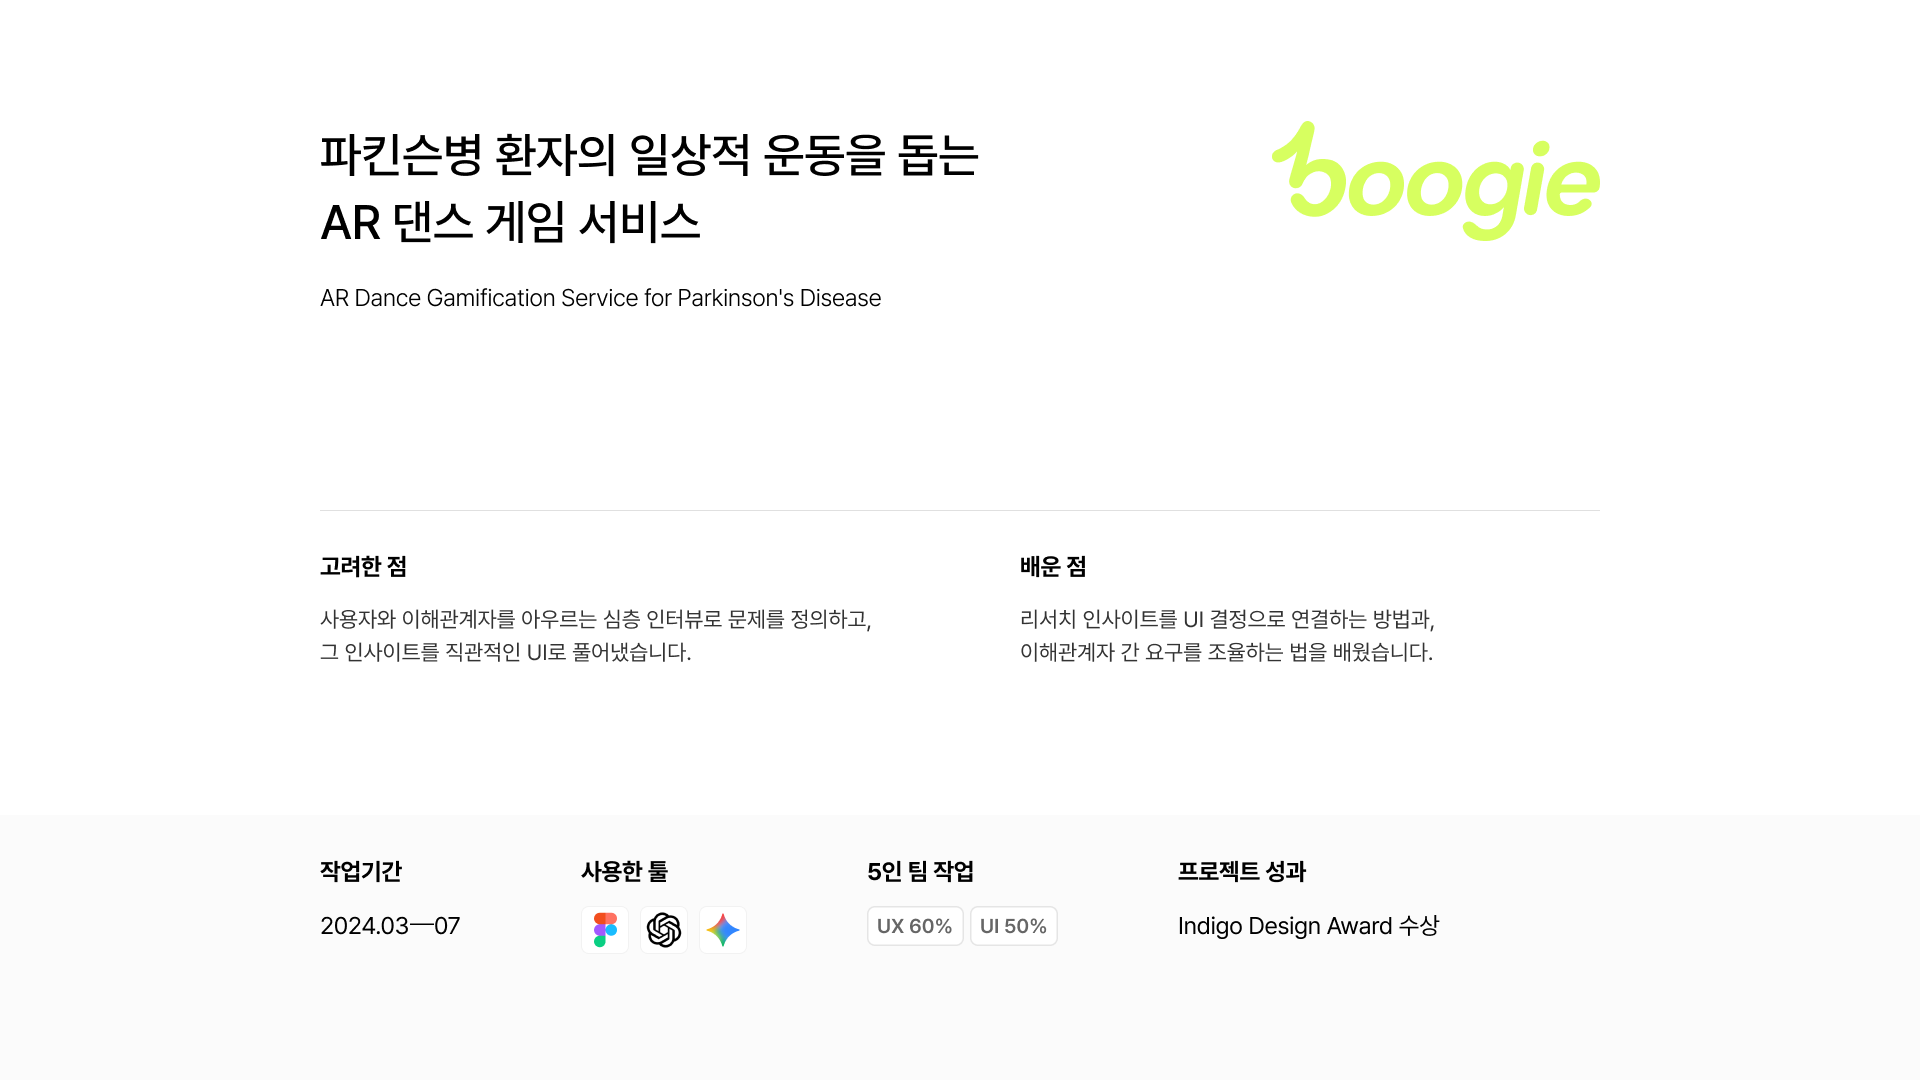 파킨슨병 환자의 일상적 운동을 돕는
AR 댄스 게임 서비스
boogie
AR Dance Gamification Service for Parkinson's Disease
고려한 점
사용자와 이해관계자를 아우르는 심층 인터뷰로 문제를 정의하고,
그 인사이트를 직관적인 UI로 풀어냈습니다.
배운 점
리서치 인사이트를 UI 결정으로 연결하는 방법과,
이해관계자 간 요구를 조율하는 법을 배웠습니다.
작업기간
2024.03—07
사용한 툴
5인 팀 작업
UX 60%
UI 50%
프로젝트 성과
Indigo Design Award 수상